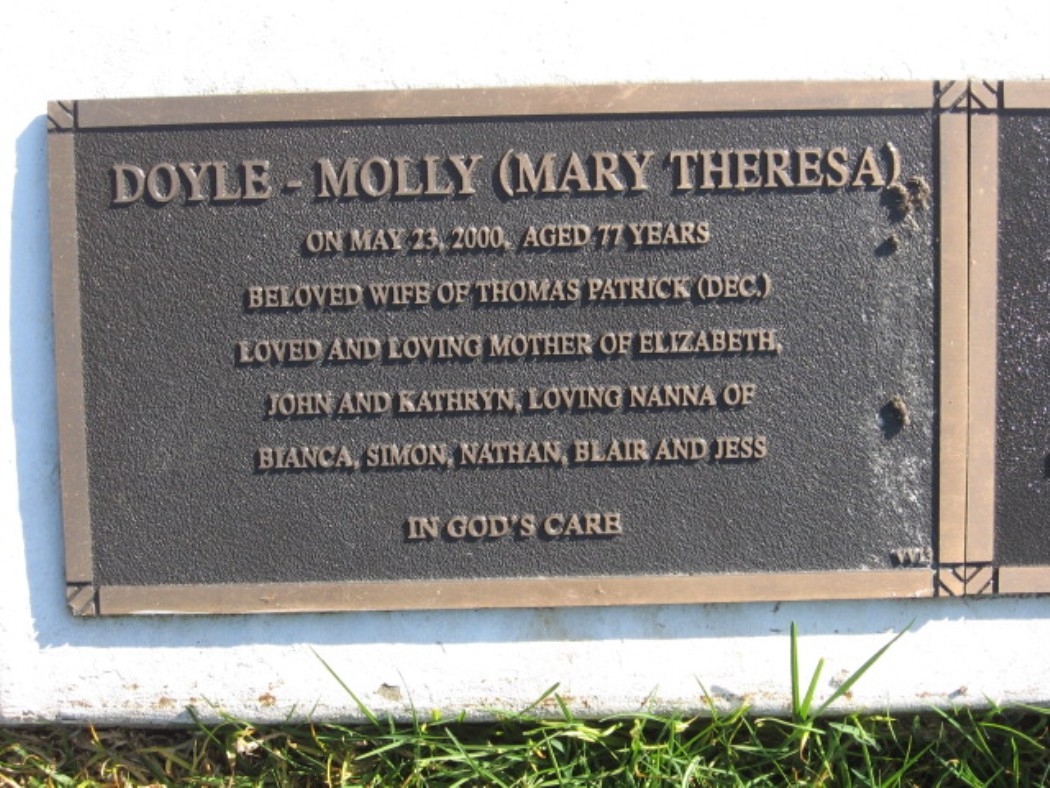 DOYLE - MOLLY (MARY THERESA)
ON MAY 23, 2000, AGED 77 YEARS
BELOVED WIFE OF THOMAS PATRICK (DEC.)
LOVED AND LOVING MOTHER OF ELIZABETH,
JOHN AND KATHRYN, LOVING NANNA OF
BIANCA, SIMON, NATHAN, BLAIR AND JESS
IN GOD'S CARE